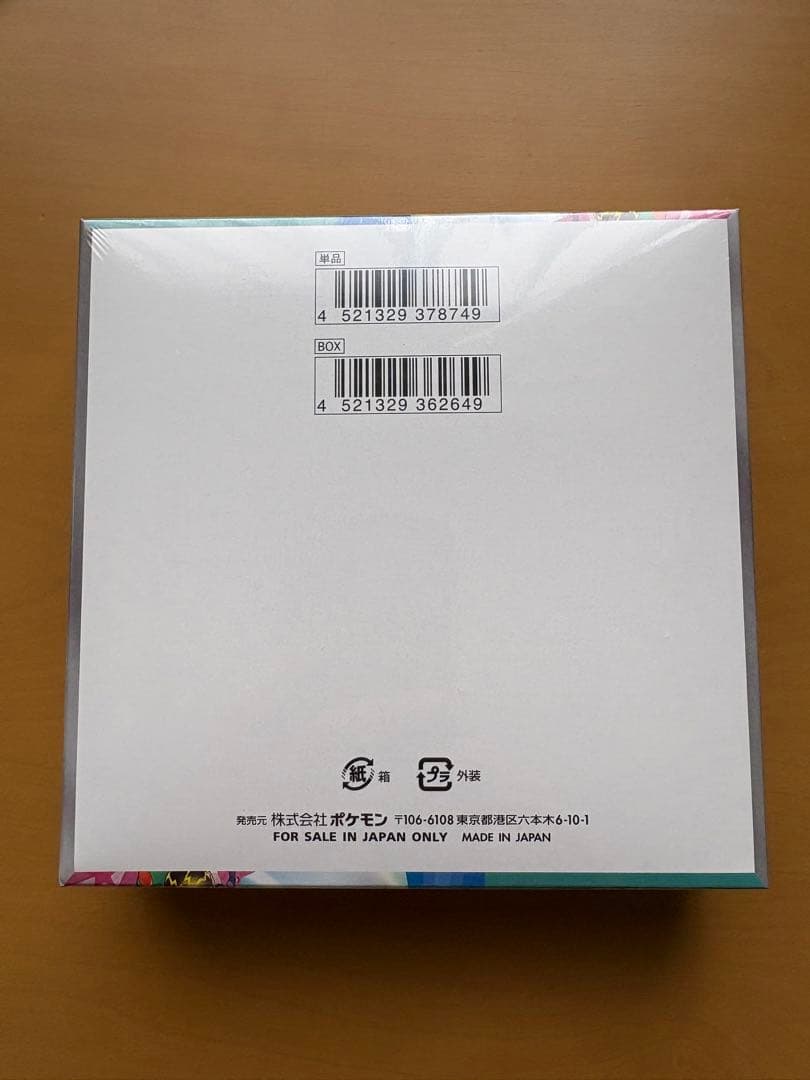 単品
4 521329 378749
BOX
4 521329 362649
紙 箱 プラ 外装
発売元 株式会社 ポケモン 〒106-6108 東京都港区六本木6-10-1
FOR SALE IN JAPAN ONLY MADE IN JAPAN